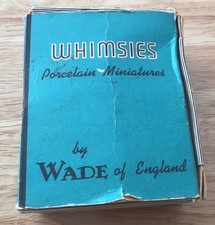 WHIMSIES
Porcelain Miniatures
by
WADE of England